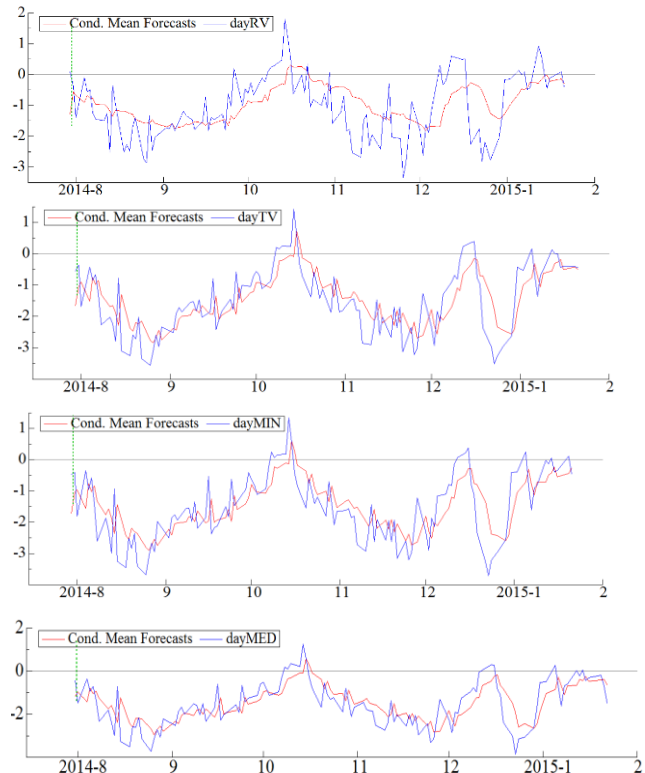 2
Cond. Mean Forecasts dayRV
1
0
-1
-2
-3
2014-8 9 10 11 12 2015-1 2
Cond. Mean Forecasts dayTV
1
0
-1
-2
-3
2014-8 9 10 11 12 2015-1 2
1
Cond. Mean Forecasts dayMIN
0
-1
-2
-3
2014-8 9 10 11 12 2015-1 2
2
Cond. Mean Forecasts dayMED
0
-2
2014-8 9 10 11 12 2015-1 2